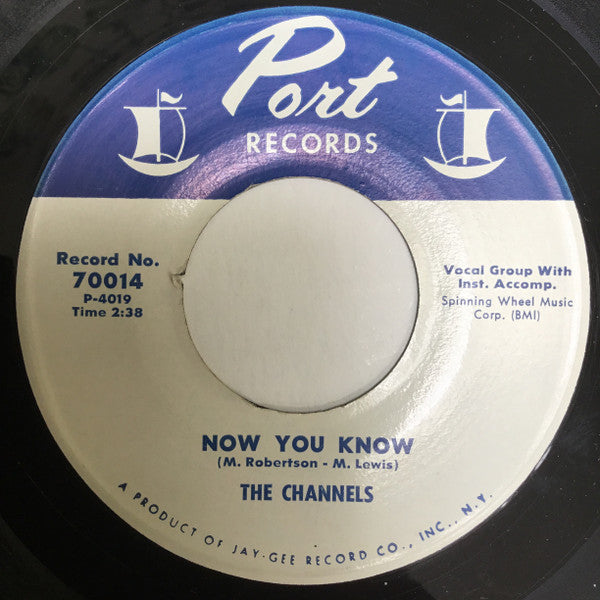 Port
RECORDS
Record No.
70014
P-4019
Time 2:38
Vocal Group With
Inst. Accomp.
Spinning Wheel Music
Corp. (BMI)
NOW YOU KNOW
(M. Robertson - M. Lewis)
THE CHANNELS
A PRODUCT OF JAY-GEE RECORD CO., INC., N.Y.